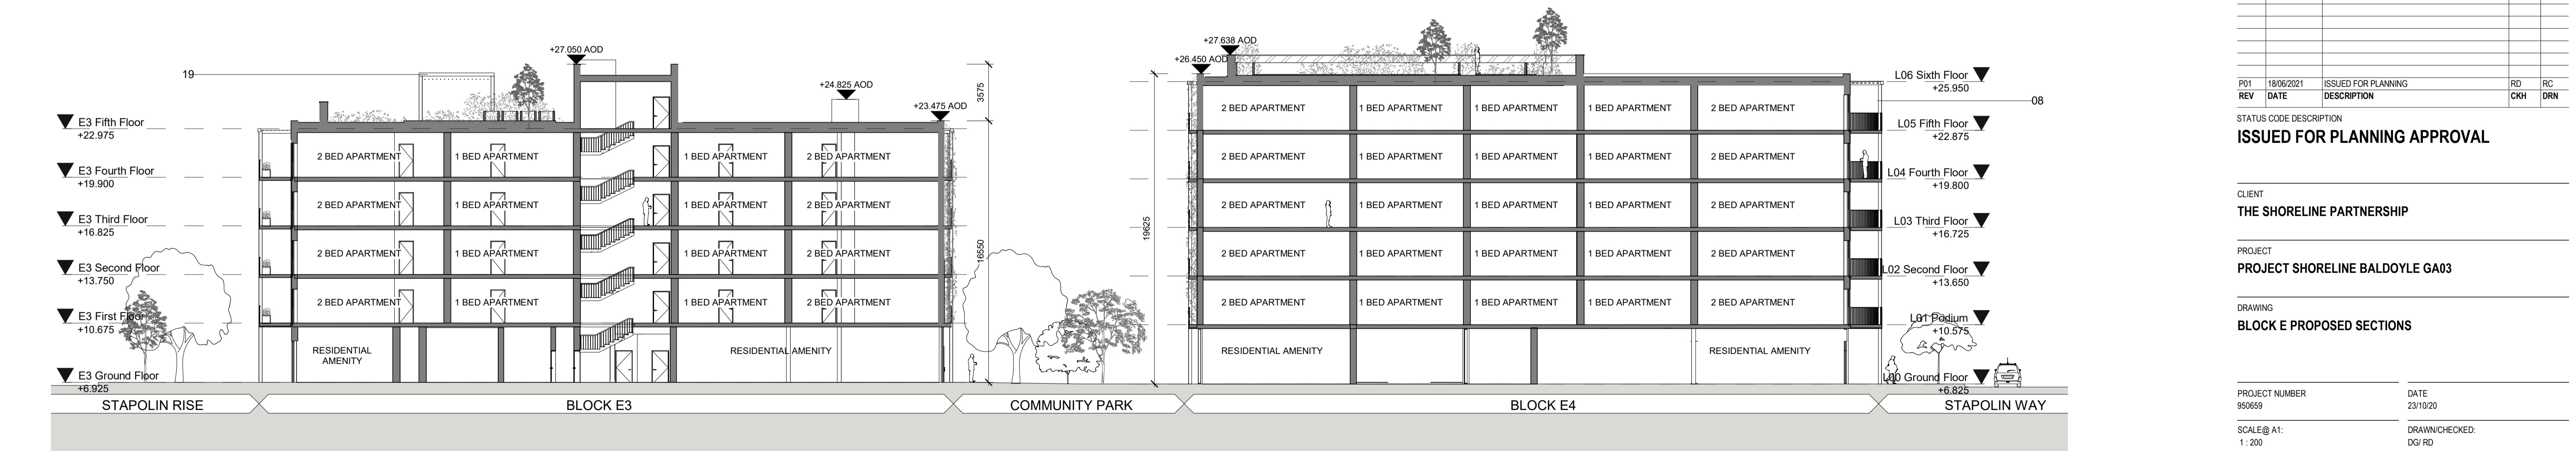 19
+27.050 AOD
+24.825 AOD
+23.475 AOD
3575
16550
E3 Fifth Floor
+22.975
E3 Fourth Floor
+19.900
E3 Third Floor
+16.825
E3 Second Floor
+13.750
E3 First Floor
+10.675
E3 Ground Floor
+6.925
2 BED APARTMENT 1 BED APARTMENT 1 BED APARTMENT 2 BED APARTMENT
2 BED APARTMENT 1 BED APARTMENT 1 BED APARTMENT 2 BED APARTMENT
2 BED APARTMENT 1 BED APARTMENT 1 BED APARTMENT 2 BED APARTMENT
2 BED APARTMENT 1 BED APARTMENT 1 BED APARTMENT 2 BED APARTMENT
RESIDENTIAL
AMENITY
RESIDENTIAL AMENITY
+27.638 AOD
+26.450 AOD
19625
2 BED APARTMENT 1 BED APARTMENT 1 BED APARTMENT 1 BED APARTMENT 2 BED APARTMENT
2 BED APARTMENT 1 BED APARTMENT 1 BED APARTMENT 1 BED APARTMENT 2 BED APARTMENT
2 BED APARTMENT 1 BED APARTMENT 1 BED APARTMENT 1 BED APARTMENT 2 BED APARTMENT
2 BED APARTMENT 1 BED APARTMENT 1 BED APARTMENT 1 BED APARTMENT 2 BED APARTMENT
2 BED APARTMENT 1 BED APARTMENT 1 BED APARTMENT 1 BED APARTMENT 2 BED APARTMENT
RESIDENTIAL AMENITY RESIDENTIAL AMENITY
L06 Sixth Floor
+25.950
08
L05 Fifth Floor
+22.875
L04 Fourth Floor
+19.800
L03 Third Floor
+16.725
L02 Second Floor
+13.650
L01 Podium
+10.575
L00 Ground Floor
+6.825
STAPOLIN RISE BLOCK E3 COMMUNITY PARK BLOCK E4 STAPOLIN WAY
P01 18/06/2021 ISSUED FOR PLANNING RD RC
REV DATE DESCRIPTION CKH DRN
STATUS CODE DESCRIPTION
ISSUED FOR PLANNING APPROVAL
CLIENT
THE SHORELINE PARTNERSHIP
PROJECT
PROJECT SHORELINE BALDOYLE GA03
DRAWING
BLOCK E PROPOSED SECTIONS
PROJECT NUMBER DATE
950659 23/10/20
SCALE@ A1: DRAWN/CHECKED:
1 : 200 DG/ RD